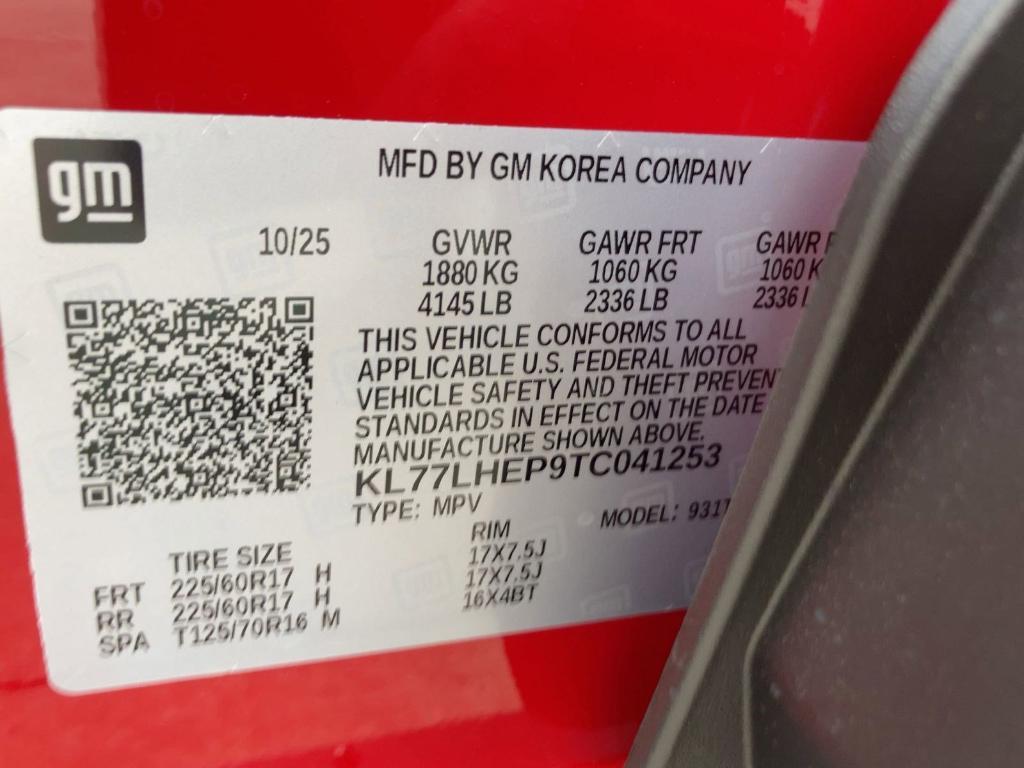 gm
MFD BY GM KOREA COMPANY
10/25 GVWR GAWR FRT GAWR
1880 KG 1060 KG 1060
4145 LB 2336 LB 2336
THIS VEHICLE CONFORMS TO ALL
APPLICABLE U.S. FEDERAL MOTOR
VEHICLE SAFETY AND THEFT PREVEN
STANDARDS IN EFFECT ON THE DATE
MANUFACTURE SHOWN ABOVE.
KL77LHEP9TC041253
TYPE: MPV MODEL: 931T
TIRE SIZE RIM
FRT 225/60R17 H 17X7.5J
RR 225/60R17 H 17X7.5J
SPA T125/70R16 M 16X4BT